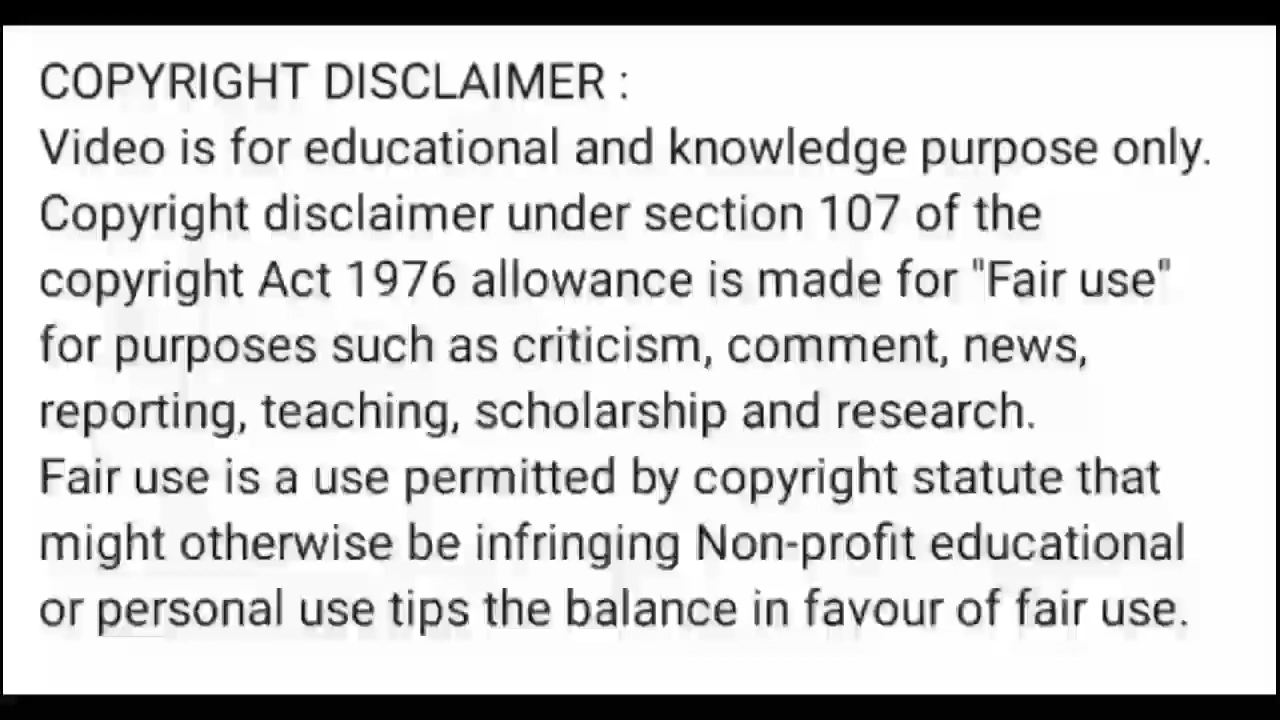 COPYRIGHT DISCLAIMER :
Video is for educational and knowledge purpose only.
Copyright disclaimer under section 107 of the
copyright Act 1976 allowance is made for "Fair use"
for purposes such as criticism, comment, news,
reporting, teaching, scholarship and research.
Fair use is a use permitted by copyright statute that
might otherwise be infringing Non-profit educational
or personal use tips the balance in favour of fair use.